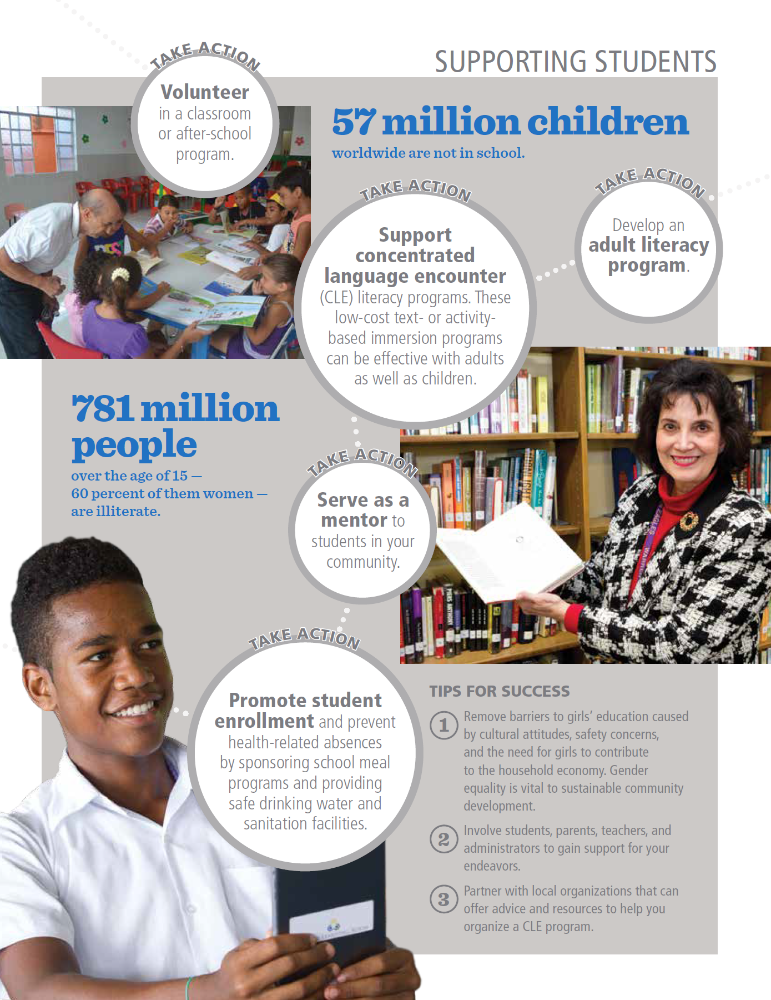 SUPPORTING STUDENTS
TAKE ACTION
Volunteer
in a classroom
or after-school
program.
57 million children
worldwide are not in school.
TAKE ACTION
Support
concentrated
language encounter
(CLE) literacy programs. These
low-cost text- or activity-
based immersion programs
can be effective with adults
as well as children.
TAKE ACTION
Develop an
adult literacy
program.
781 million
people
over the age of 15 —
60 percent of them women —
are illiterate.
TAKE ACTION
Serve as a
mentor to
students in your
community.
EAGLES
TAKE ACTION
Promote student
enrollment and prevent
health-related absences
by sponsoring school meal
programs and providing
safe drinking water and
sanitation facilities.
TIPS FOR SUCCESS
1 Remove barriers to girls’ education caused
by cultural attitudes, safety concerns,
and the need for girls to contribute
to the household economy. Gender
equality is vital to sustainable community
development.
2 Involve students, parents, teachers, and
administrators to gain support for your
endeavors.
3 Partner with local organizations that can
offer advice and resources to help you
organize a CLE program.